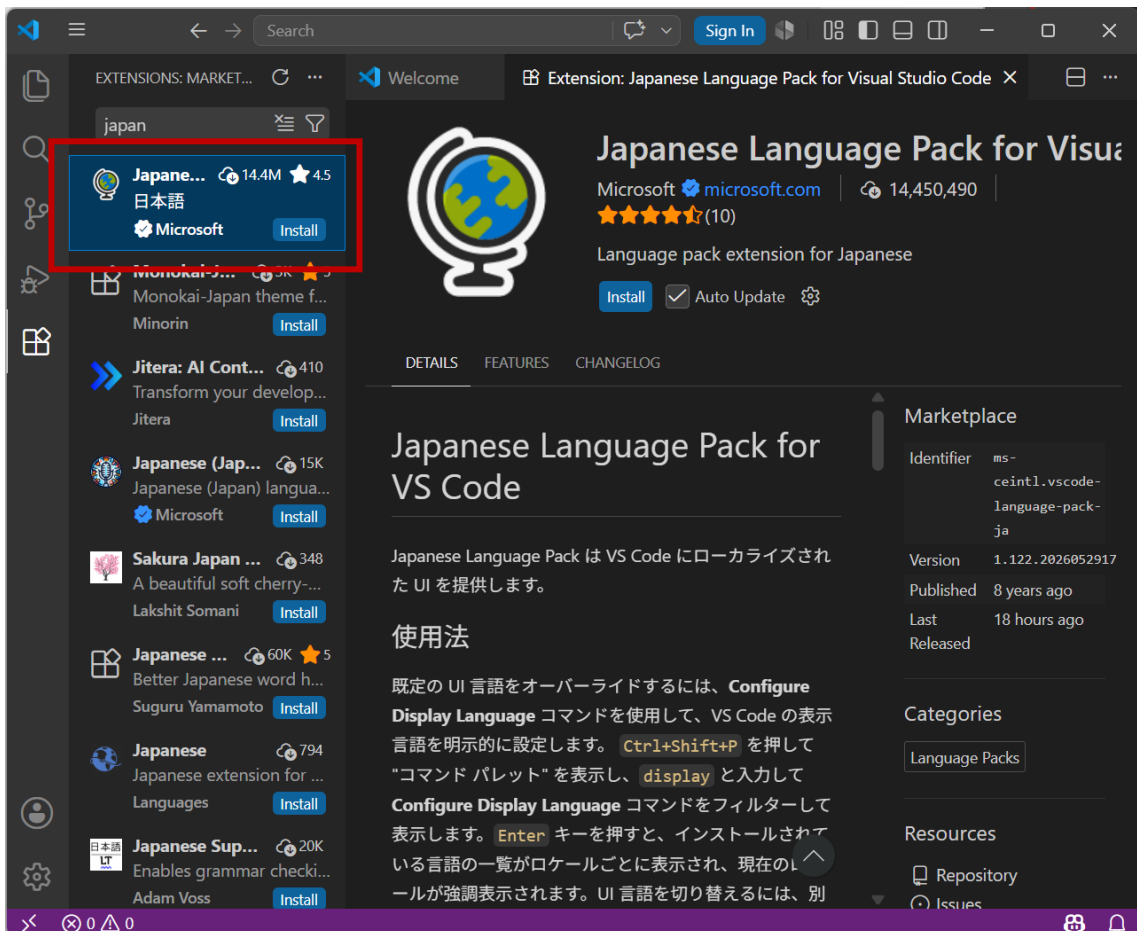 Search
Sign In
EXTENSIONS: MARKET...
Welcome
Extension: Japanese Language Pack for Visual Studio Code
japan
Japane... 14.4M 4.5
日本語
Microsoft Install
Monokai-J... 3K 5
Monokai-Japan theme f...
Minorin Install
Jitera: AI Cont... 410
Transform your develop...
Jitera Install
Japanese (Jap... 15K
Japanese (Japan) langua...
Microsoft Install
Sakura Japan ... 348
A beautiful soft cherry-...
Lakshit Somani Install
Japanese ... 60K 5
Better Japanese word h...
Suguru Yamamoto Install
Japanese 794
Japanese extension for ...
Languages Install
日本語
LT
Japanese Sup... 20K
Enables grammar checki...
Adam Voss Install
Japanese Language Pack for Visua
Microsoft microsoft.com 14,450,490
(10)
Language pack extension for Japanese
Install Auto Update
DETAILS FEATURES CHANGELOG
Japanese Language Pack for
VS Code
Japanese Language Pack は VS Code にローカライズされ
た UI を提供します。
使用法
既定の UI 言語をオーバーライドするには、Configure
Display Language コマンドを使用して、VS Code の表示
言語を明示的に設定します。 Ctrl+Shift+P を押して
"コマンド パレット" を表示し、display と入力して
Configure Display Language コマンドをフィルターして
表示します。Enter キーを押すと、インストールされて
いる言語の一覧がロケールごとに表示され、現在の
ールが強調表示されます。UI 言語を切り替えるには、別
Marketplace
Identifier ms-
ceintl.vscode-
language-pack-
ja
Version 1.122.2026052917
Published 8 years ago
Last 18 hours ago
Released
Categories
Language Packs
Resources
Repository
Issues
0 0